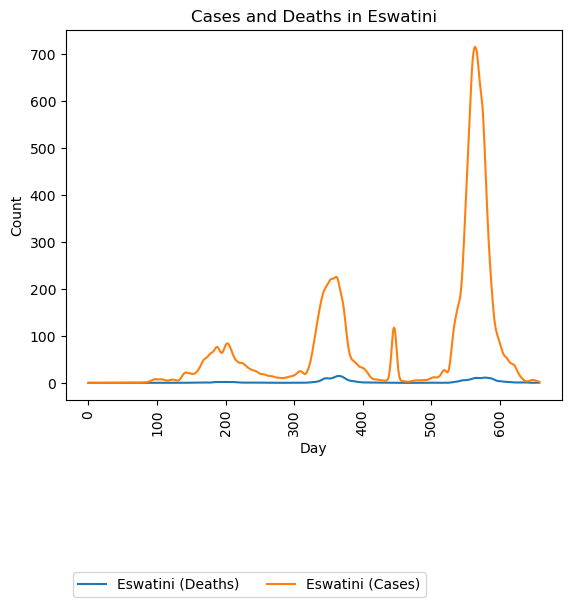 Cases and Deaths in Eswatini
700
600
500
400
300
200
100
0
Count
0 100 200 300 400 500 600
Day
Eswatini (Deaths) Eswatini (Cases)